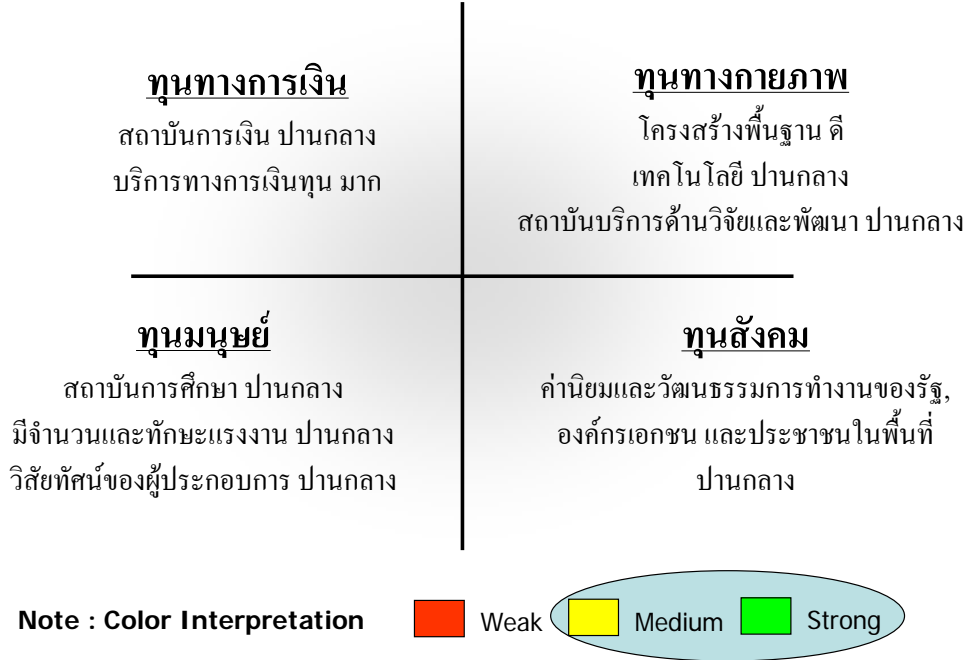 ทุนทางการเงิน
สถาบันการเงิน ปานกลาง
บริการทางการเงินทุน มาก
ทุนทางกายภาพ
โครงสร้างพื้นฐาน ดี
เทคโนโลยี ปานกลาง
สถาบันบริการด้านวิจัยและพัฒนา ปานกลาง
ทุนมนุษย์
สถาบันการศึกษา ปานกลาง
มีจำนวนและทักษะแรงงาน ปานกลาง
วิสัยทัศน์ของผู้ประกอบการ ปานกลาง
ทุนสังคม
ค่านิยมและวัฒนธรรมการทำงานของรัฐ,
องค์กรเอกชน และประชาชนในพื้นที่
ปานกลาง
Note : Color Interpretation
Weak
Medium
Strong